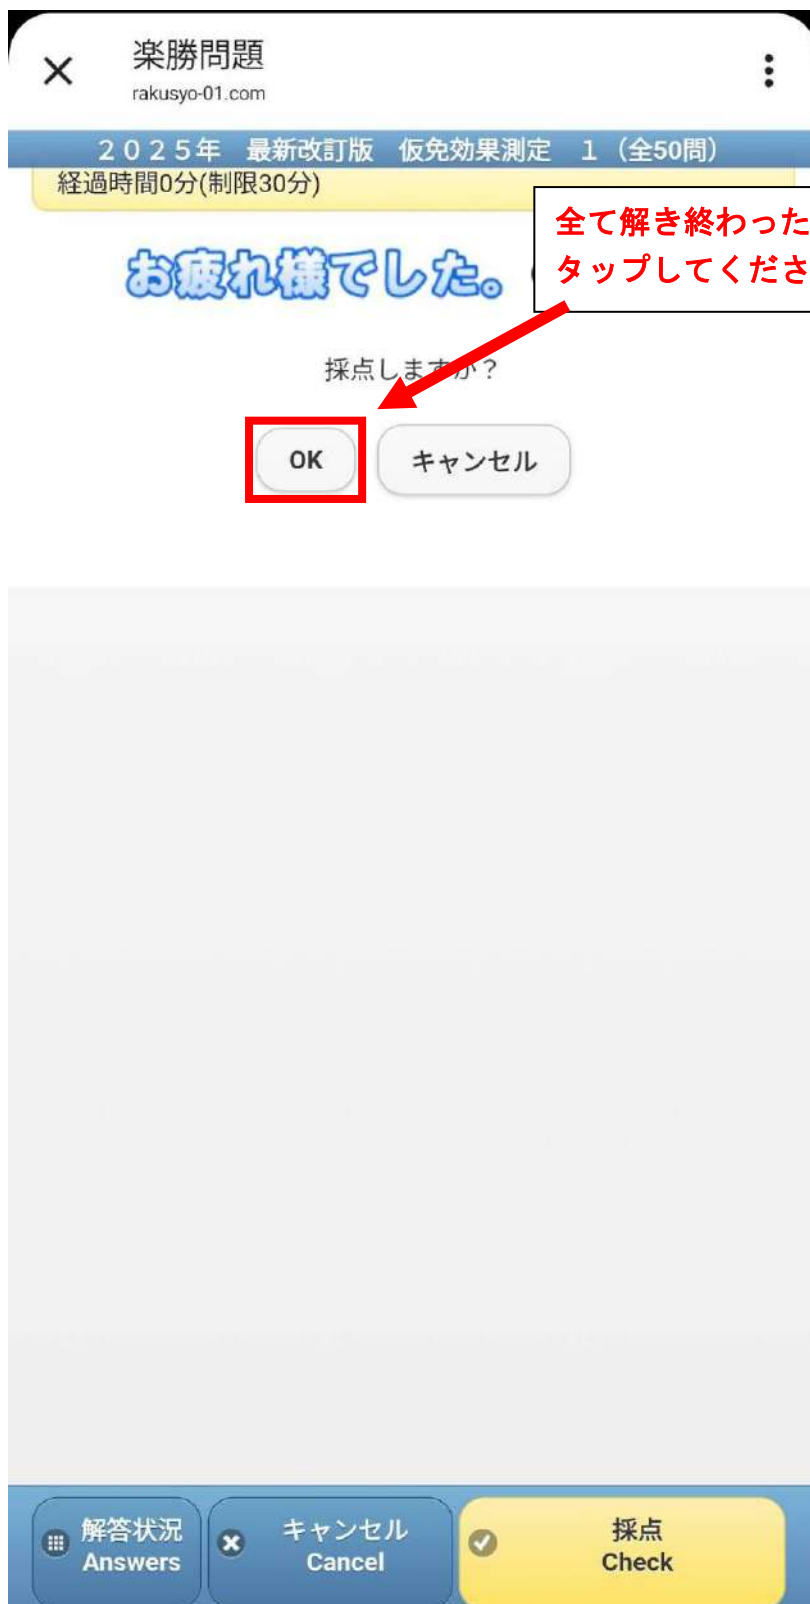 楽勝問題
rakusyo-01.com
2025年 最新改訂版 仮免効果測定 1 (全50問)
経過時間0分(制限30分)
全て解き終わった
タップしてくださ
お疲れ様でした。
採点しますか？
OK
キャンセル
解答状況
Answers
キャンセル
Cancel
採点
Check